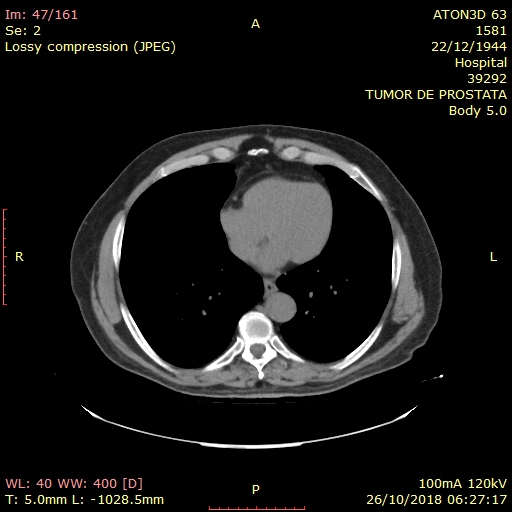 Im: 47/161
Se: 2
Lossy compression (JPEG)
A
ATON3D 63
1581
22/12/1944
Hospital
39292
TUMOR DE PROSTATA
Body 5.0
R
L
WL: 40 WW: 400 [D]
T: 5.0mm L: -1028.5mm
P
100mA 120kV
26/10/2018 06:27:17